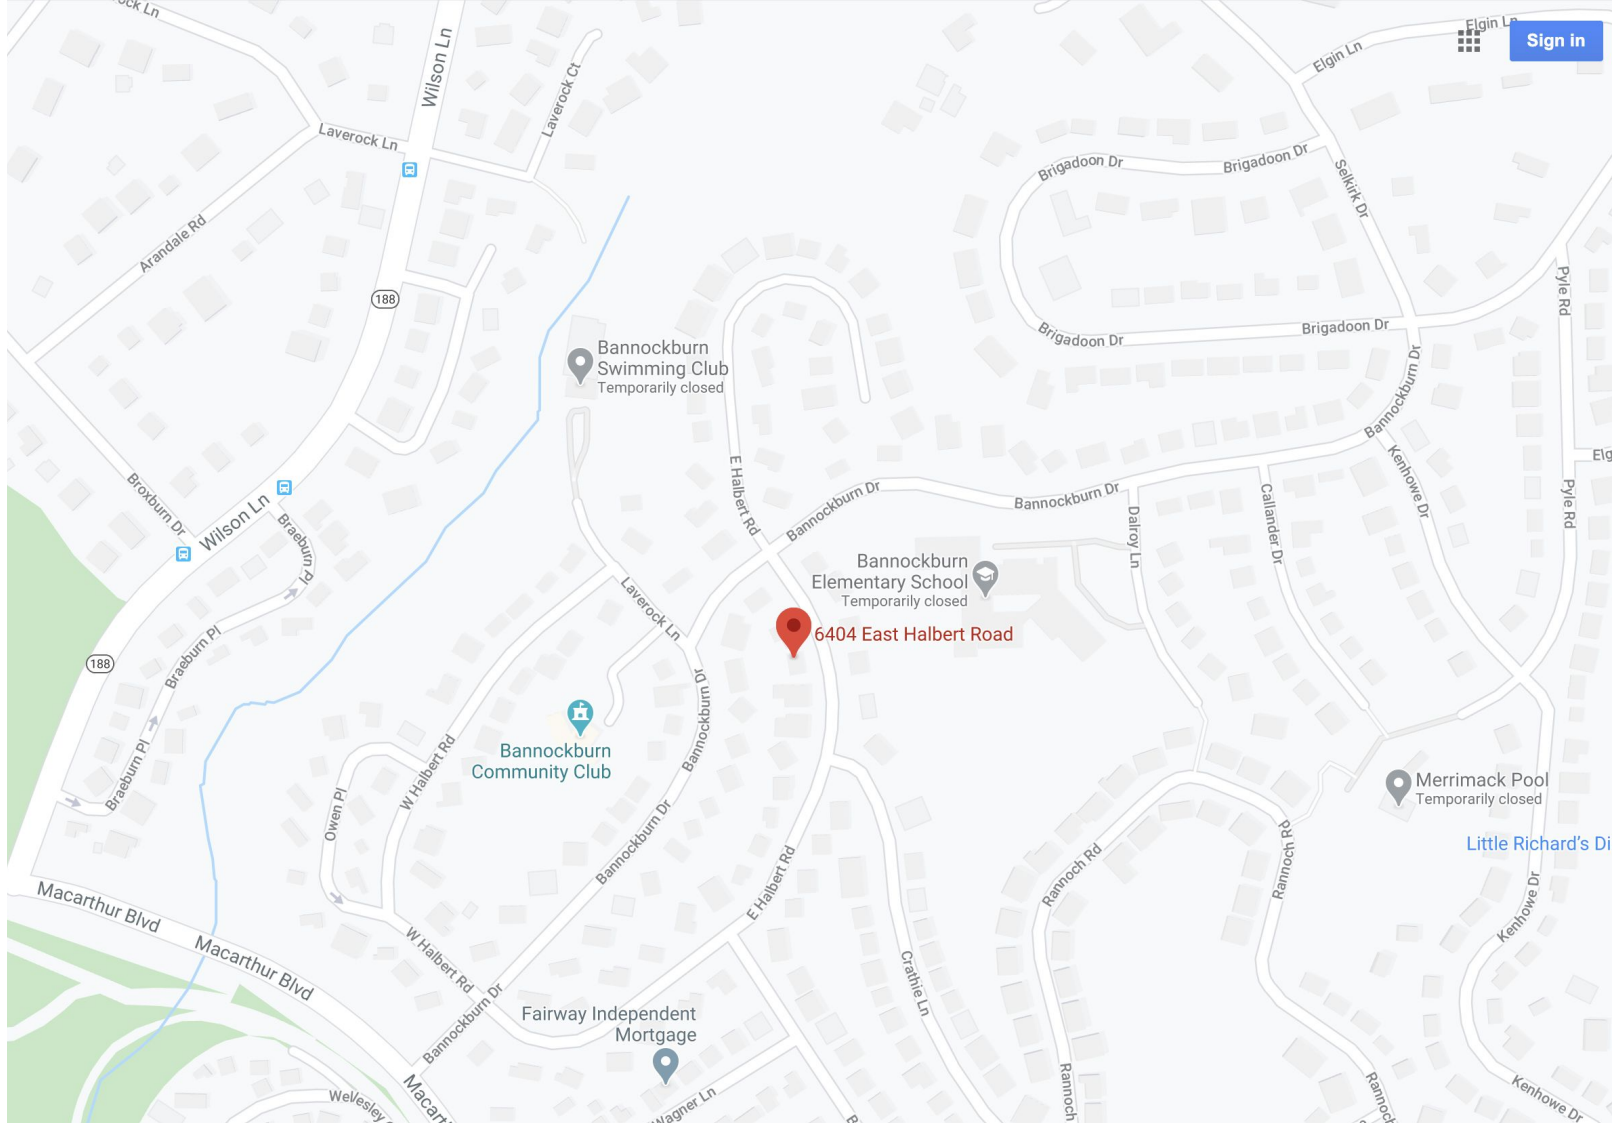 ock Ln
Wilson Ln
Elgin Ln
Sign in
Elgin Ln
Laverock Ct
Laverock Ln
Brigadoon Dr
Brigadoon Dr
Selkirk Dr
Arandale Rd
188
Pyle Rd
Brigadoon Dr
Brigadoon Dr
Bannockburn
Swimming Club
Temporarily closed
Bannockburn Dr
E Halbert Rd
Kenhowe Dr
Elg
Broxburn Dr
Wilson Ln
Braeburn Pl
Bannockburn Dr
Bannockburn Dr
Dalroy Ln
Callander Dr
Pyle Rd
Bannockburn
Elementary School
Temporarily closed
Laverock Ln
6404 East Halbert Road
188
Braeburn Pl
Bannockburn Dr
Bannockburn
Community Club
W Halbert Rd
Braeburn Pl
Owen Pl
Merrimack Pool
Temporarily closed
Little Richard's Di
Bannockburn Dr
E Halbert Rd
Rannoch Rd
Rannoch Rd
Kenhowe Dr
Macarthur Blvd
Macarthur Blvd
W Halbert Rd
Crathie Ln
Bannockburn Dr
Fairway Independent
Mortgage
Rannoch
Rannoch
Kenhowe Dr
Macart
Wellesley
Wagner Ln
B